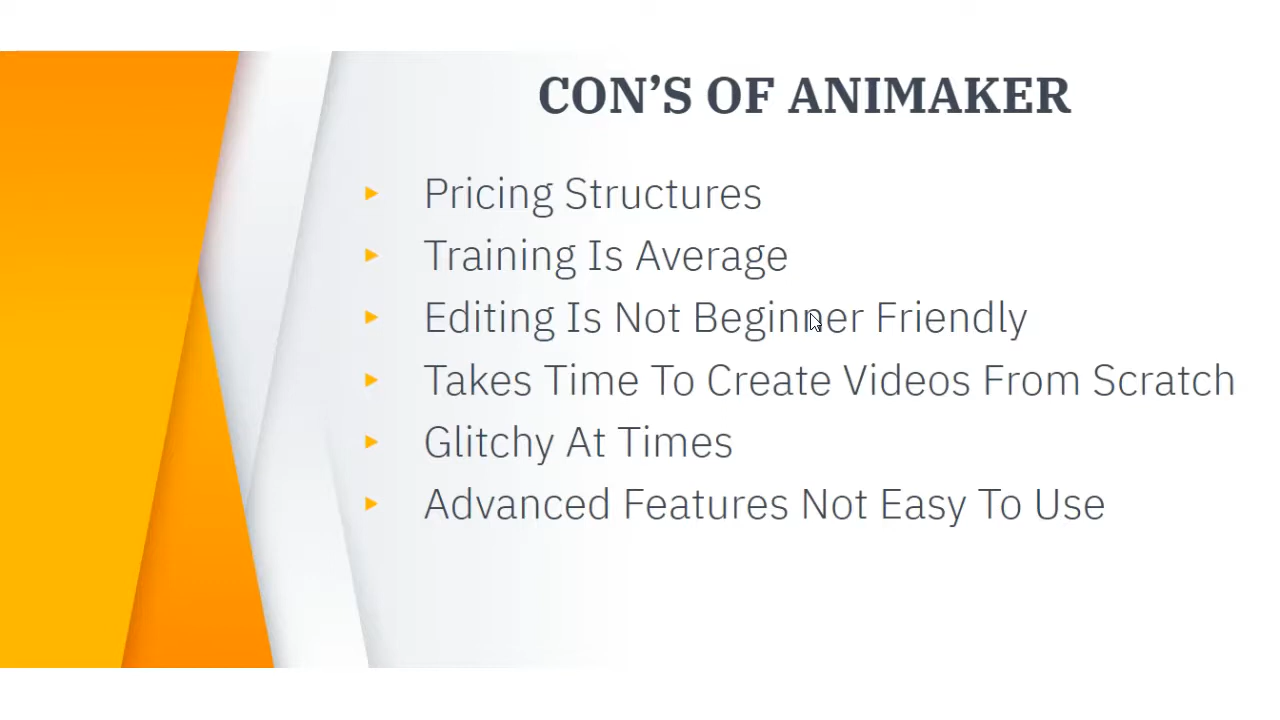 CON’S OF ANIMAKER
Pricing Structures
Training Is Average
Editing Is Not Beginner Friendly
Takes Time To Create Videos From Scratch
Glitchy At Times
Advanced Features Not Easy To Use